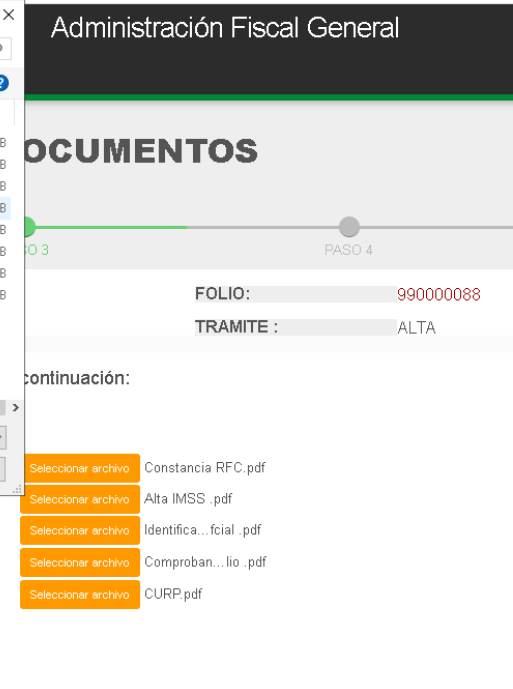 Administración Fiscal General
OCUMENTOS
O 3
PASO 4
FOLIO: 990000088
TRAMITE : ALTA
continuación:
Seleccionar archivo Constancia RFC.pdf
Seleccionar archivo Alta IMSS .pdf
Seleccionar archivo Identifica...fcial .pdf
Seleccionar archivo Comproban...lio .pdf
Seleccionar archivo CURP.pdf